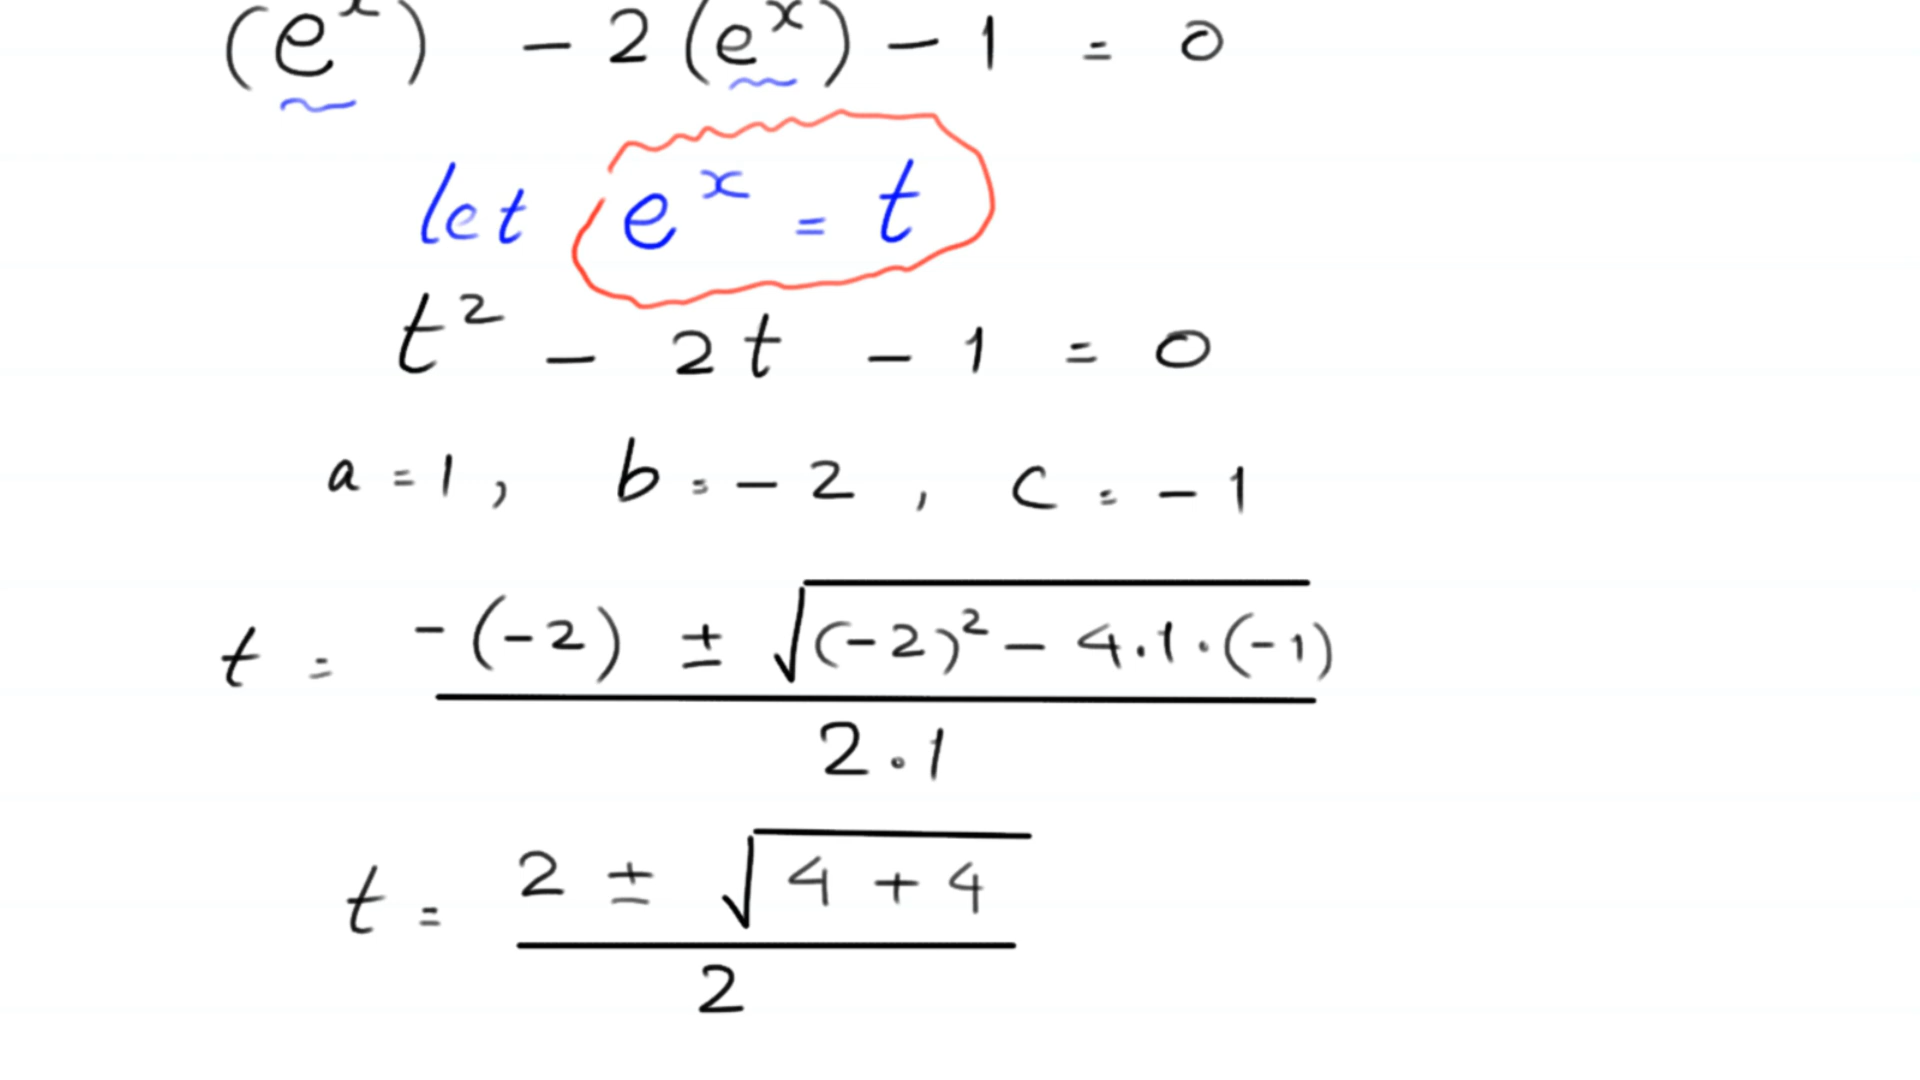 (e^x) - 2(e^x) - 1 = 0
let e^x = t
t^2 - 2t - 1 = 0
a = 1, b = -2, c = -1
t = (-(-2) ± √((-2)^2 - 4.1.(-1)))/(2.1)
t = (2 ± √(4 + 4))/2